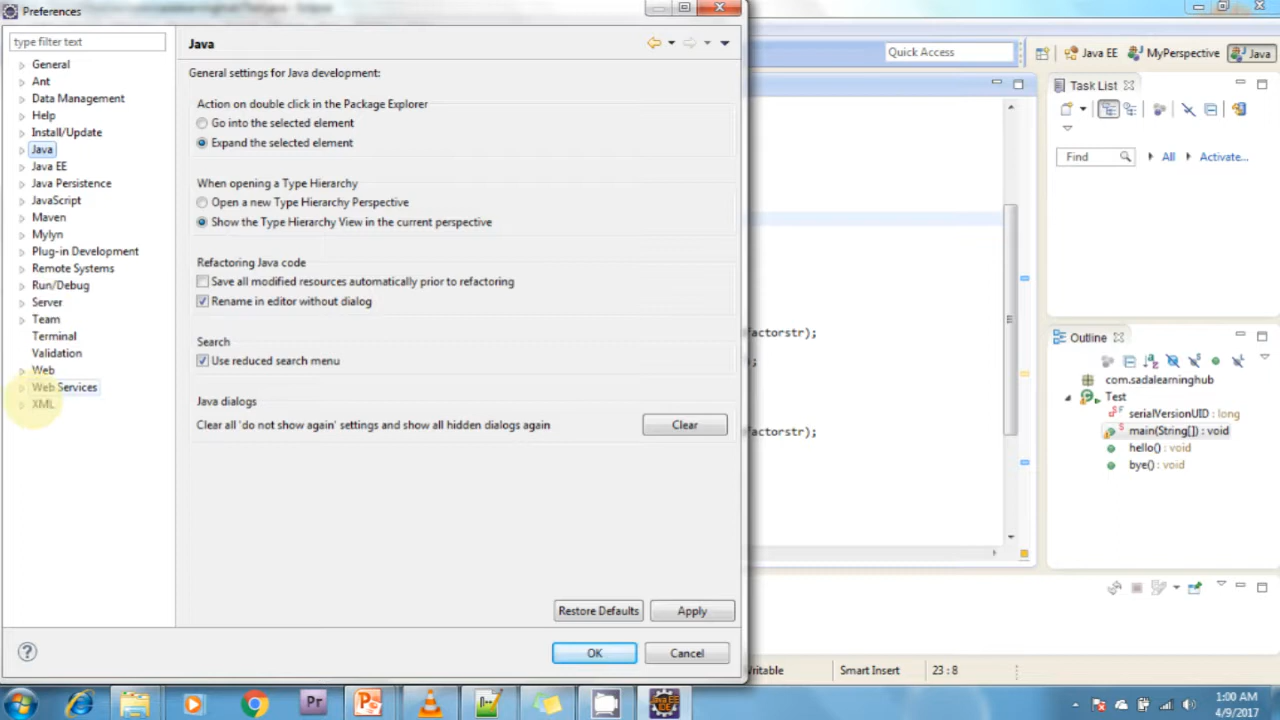 Preferences
type filter text
General
Ant
Data Management
Help
Install/Update
Java
Java EE
Java Persistence
JavaScript
Maven
Mylyn
Plug-in Development
Remote Systems
Run/Debug
Server
Team
Terminal
Validation
Web
Web Services
XML
Java
General settings for Java development:
Action on double click in the Package Explorer
Go into the selected element
Expand the selected element
When opening a Type Hierarchy
Open a new Type Hierarchy Perspective
Show the Type Hierarchy View in the current perspective
Refactoring Java code
Save all modified resources automatically prior to refactoring
Rename in editor without dialog
Search
Use reduced search menu
Java dialogs
Clear all 'do not show again' settings and show all hidden dialogs again
Clear
Restore Defaults
Apply
OK
Cancel
Quick Access
Java EE
MyPerspective
Java
factorstr);
);
factorstr);
Task List
Find
All
Activate...
Outline
com.sadalearninghub
Test
serialVersionUID : long
main(String[]) : void
hello() : void
bye() : void
Smart Insert
23 : 8
Pr
1:00 AM
4/9/2017